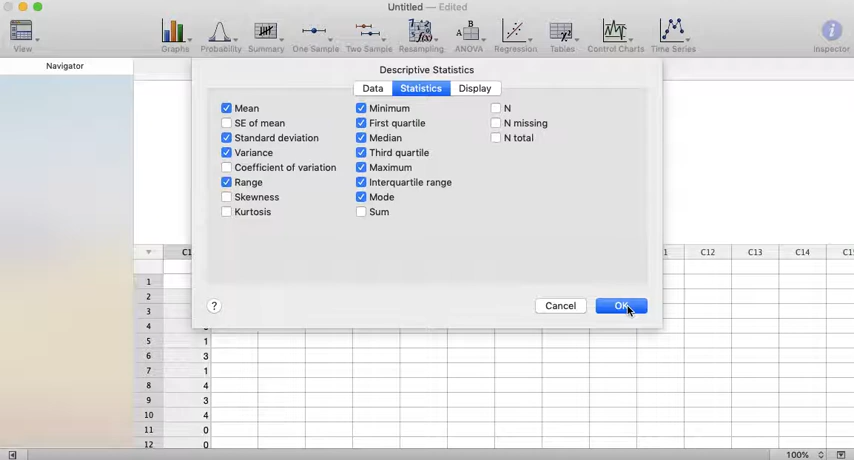 Untitled — Edited
View
Graphs
Probability
Summary
One Sample
Two Sample
Resampling
ANOVA
Regression
Tables
Control Charts
Time Series
Inspector
Navigator
Descriptive Statistics
Data
Statistics
Display
Mean
Minimum
N
SE of mean
First quartile
N missing
Standard deviation
Median
N total
Variance
Third quartile
Coefficient of variation
Maximum
Range
Interquartile range
Skewness
Mode
Kurtosis
Sum
?
Cancel
OK
C1
C12
C13
C14
1
2
3
4
5 1
6 3
7 1
8 4
9 3
10 4
11 0
12 0
100%